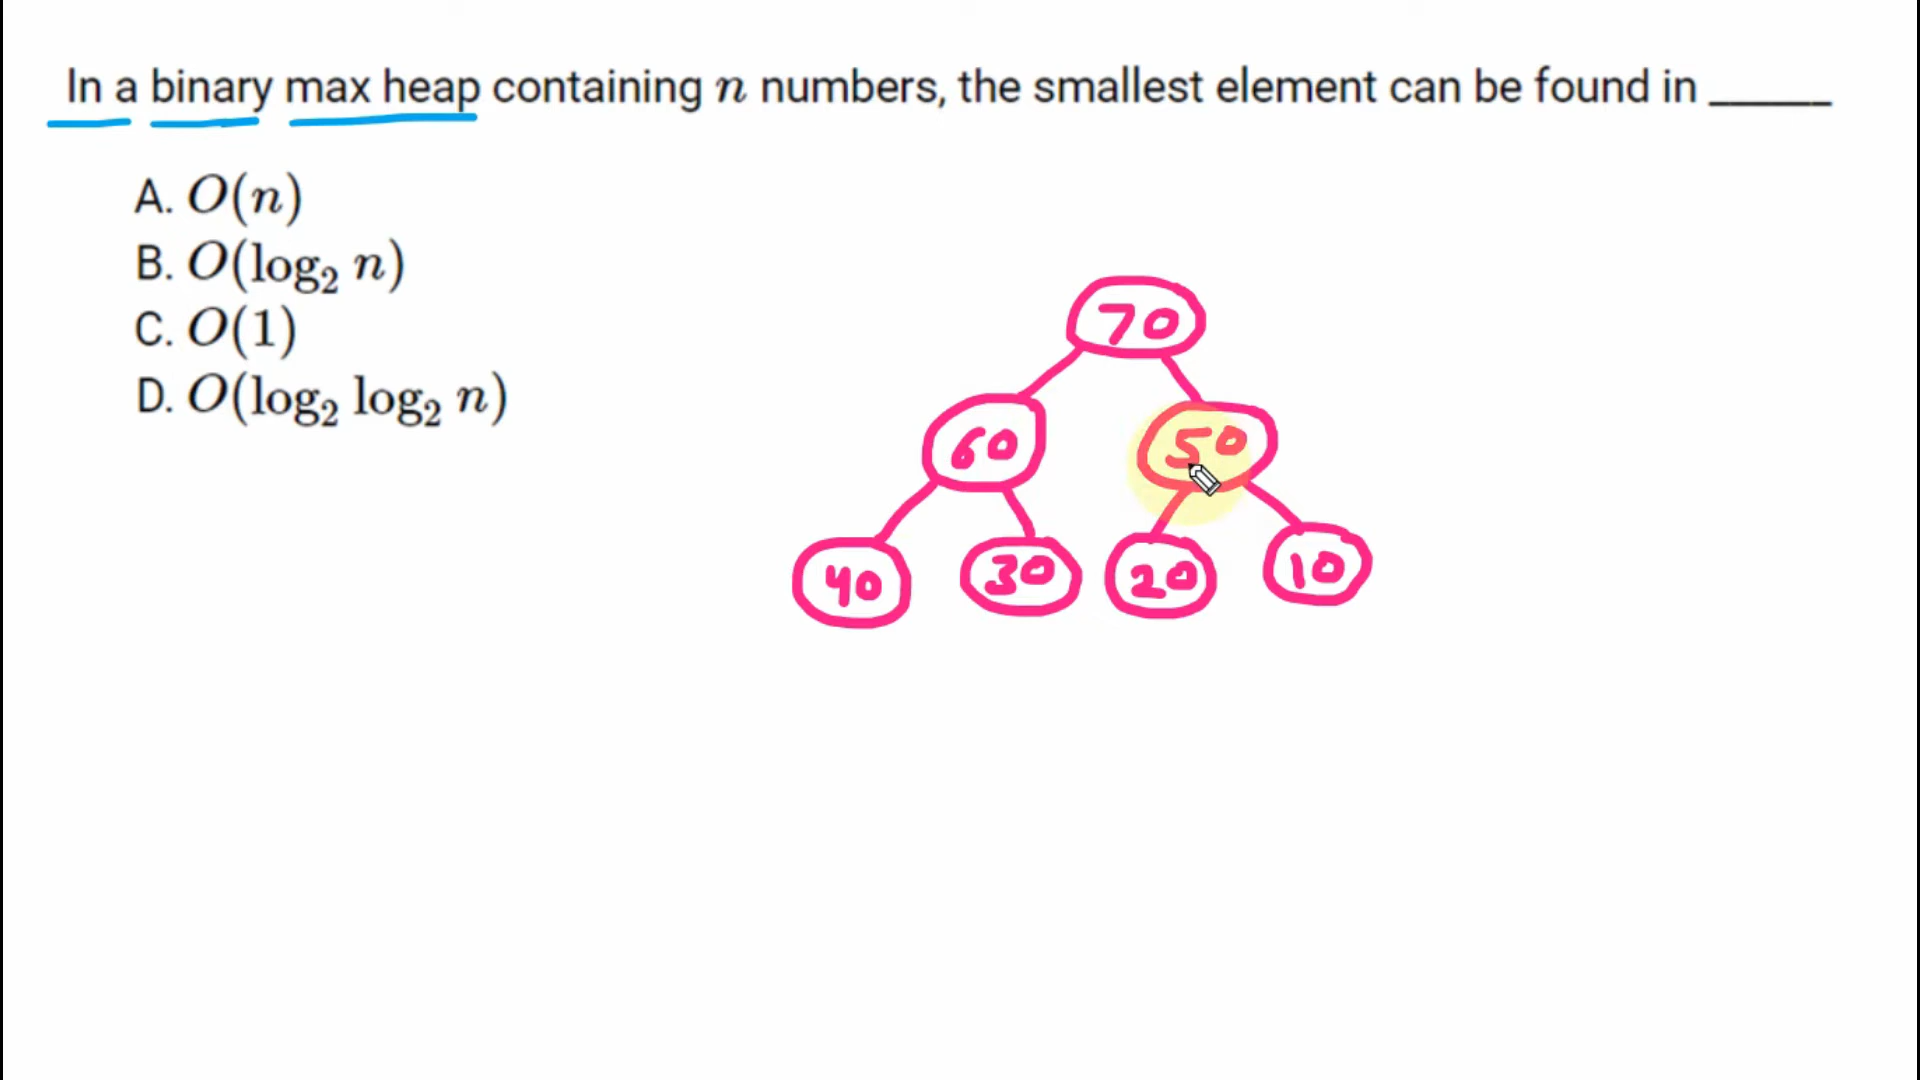 In a binary max heap containing n numbers, the smallest element can be found in _____
A. O(n)
B. O(log₂ n)
C. O(1)
D. O(log₂ log₂ n)
70
60 50
40 30 20 10